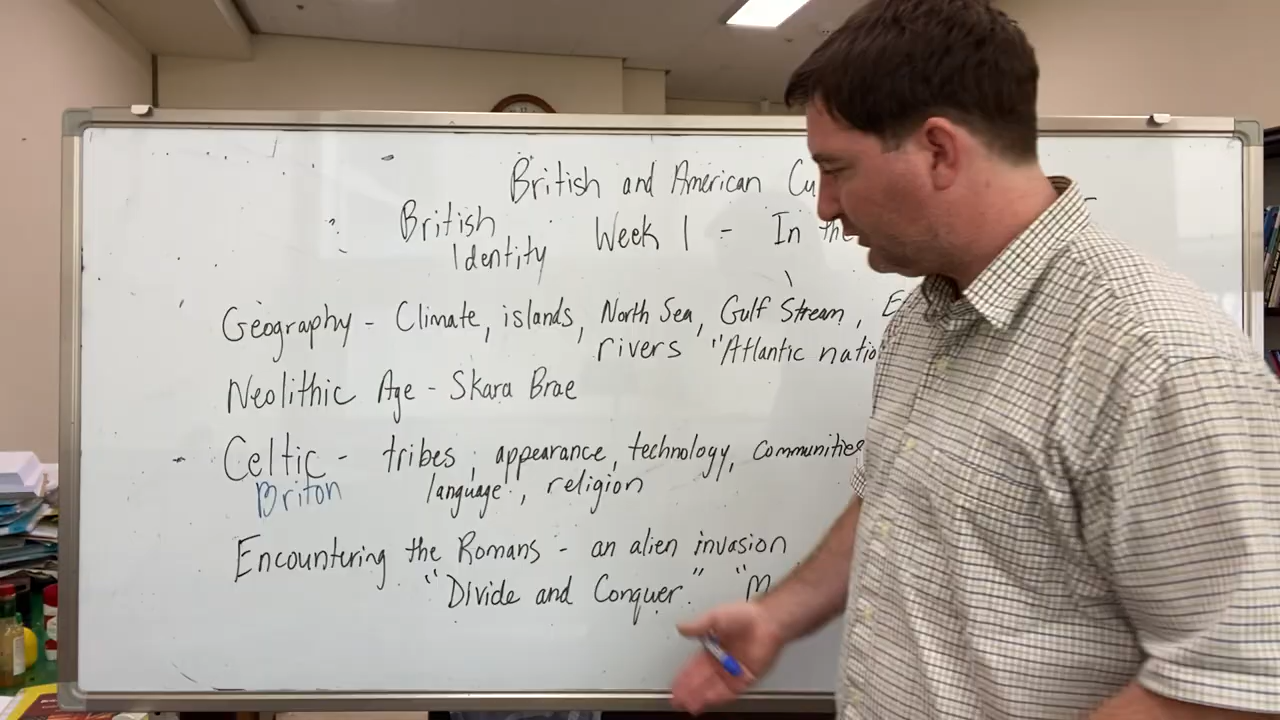 British and American
British Week 1 - In the
Identity
Geography - Climate, islands, North Sea, Gulf Stream,
rivers "Atlantic
Neolithic Age - Skara Brae
Celtic - tribes, appearance, technology, communities
Briton language, religion
Encountering the Romans - an alien invasion
"Divide and Conquer."